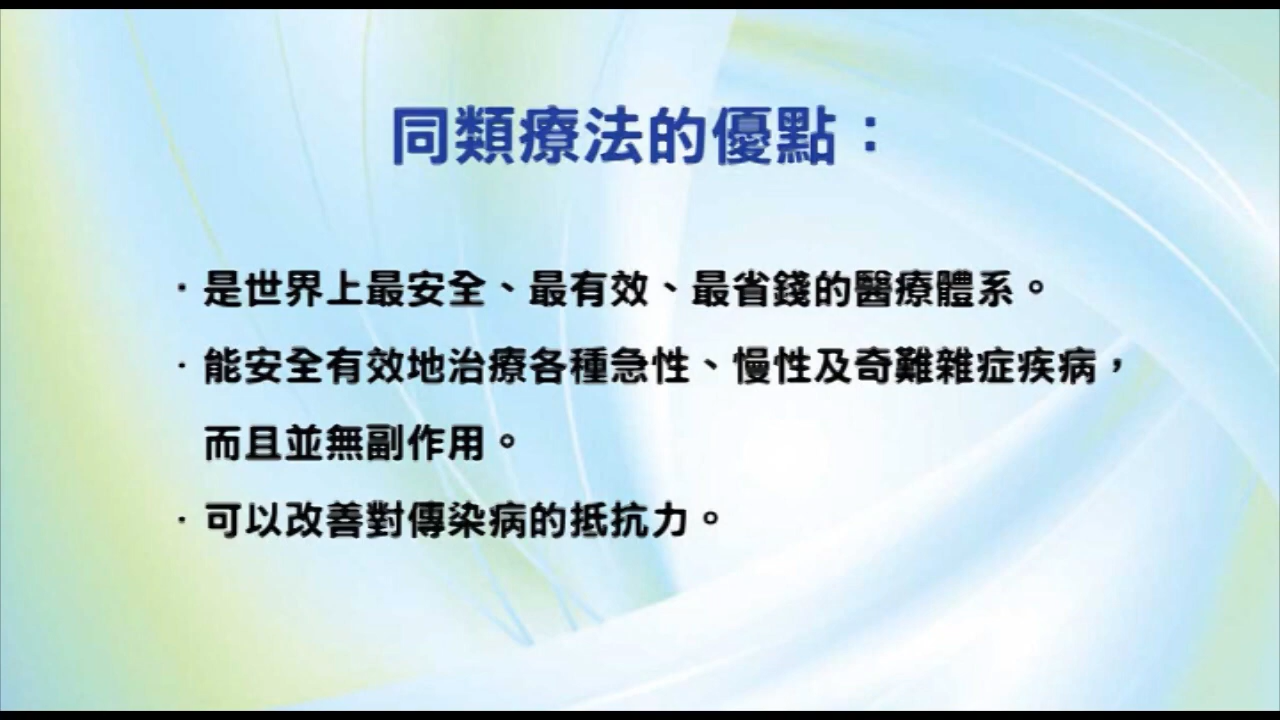 同類療法的優點：
· 是世界上最安全、最有效、最省錢的醫療體系。
· 能安全有效地治療各種急性、慢性及奇難雜症疾病，
而且並無副作用。
· 可以改善對傳染病的抵抗力。